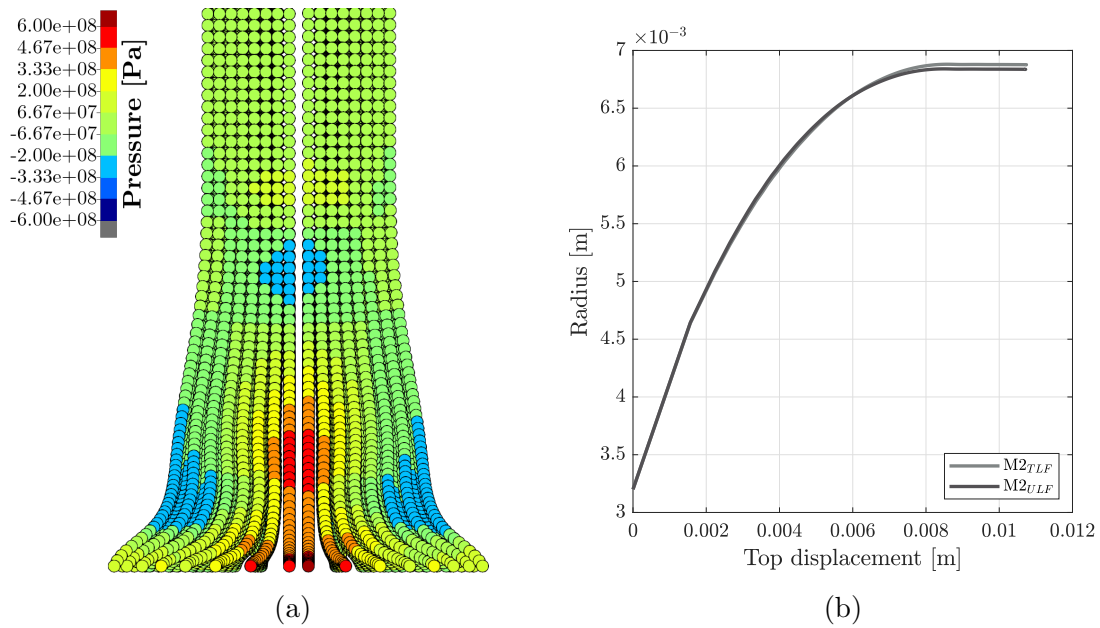 6.00e+08
4.67e+08
3.33e+08
2.00e+08
6.67e+07
-6.67e+07
-2.00e+08
-3.33e+08
-4.67e+08
-6.00e+08
Pressure [Pa]
(a)
×10⁻³
7
6.5
6
5.5
5
4.5
4
3.5
3
Radius [m]
0 0.002 0.004 0.006 0.008 0.01 0.012
Top displacement [m]
M2TLF
M2ULF
(b)